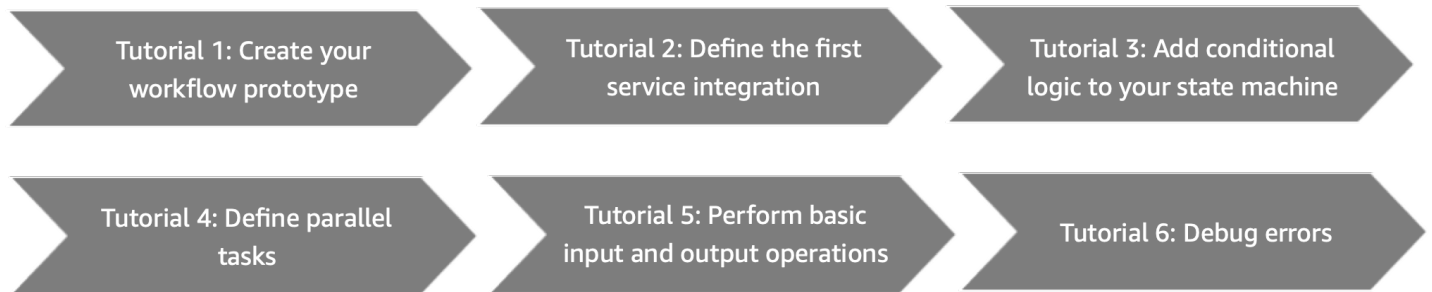 Tutorial 1: Create your
workflow prototype
Tutorial 2: Define the first
service integration
Tutorial 3: Add conditional
logic to your state machine
Tutorial 4: Define parallel
tasks
Tutorial 5: Perform basic
input and output operations
Tutorial 6: Debug errors